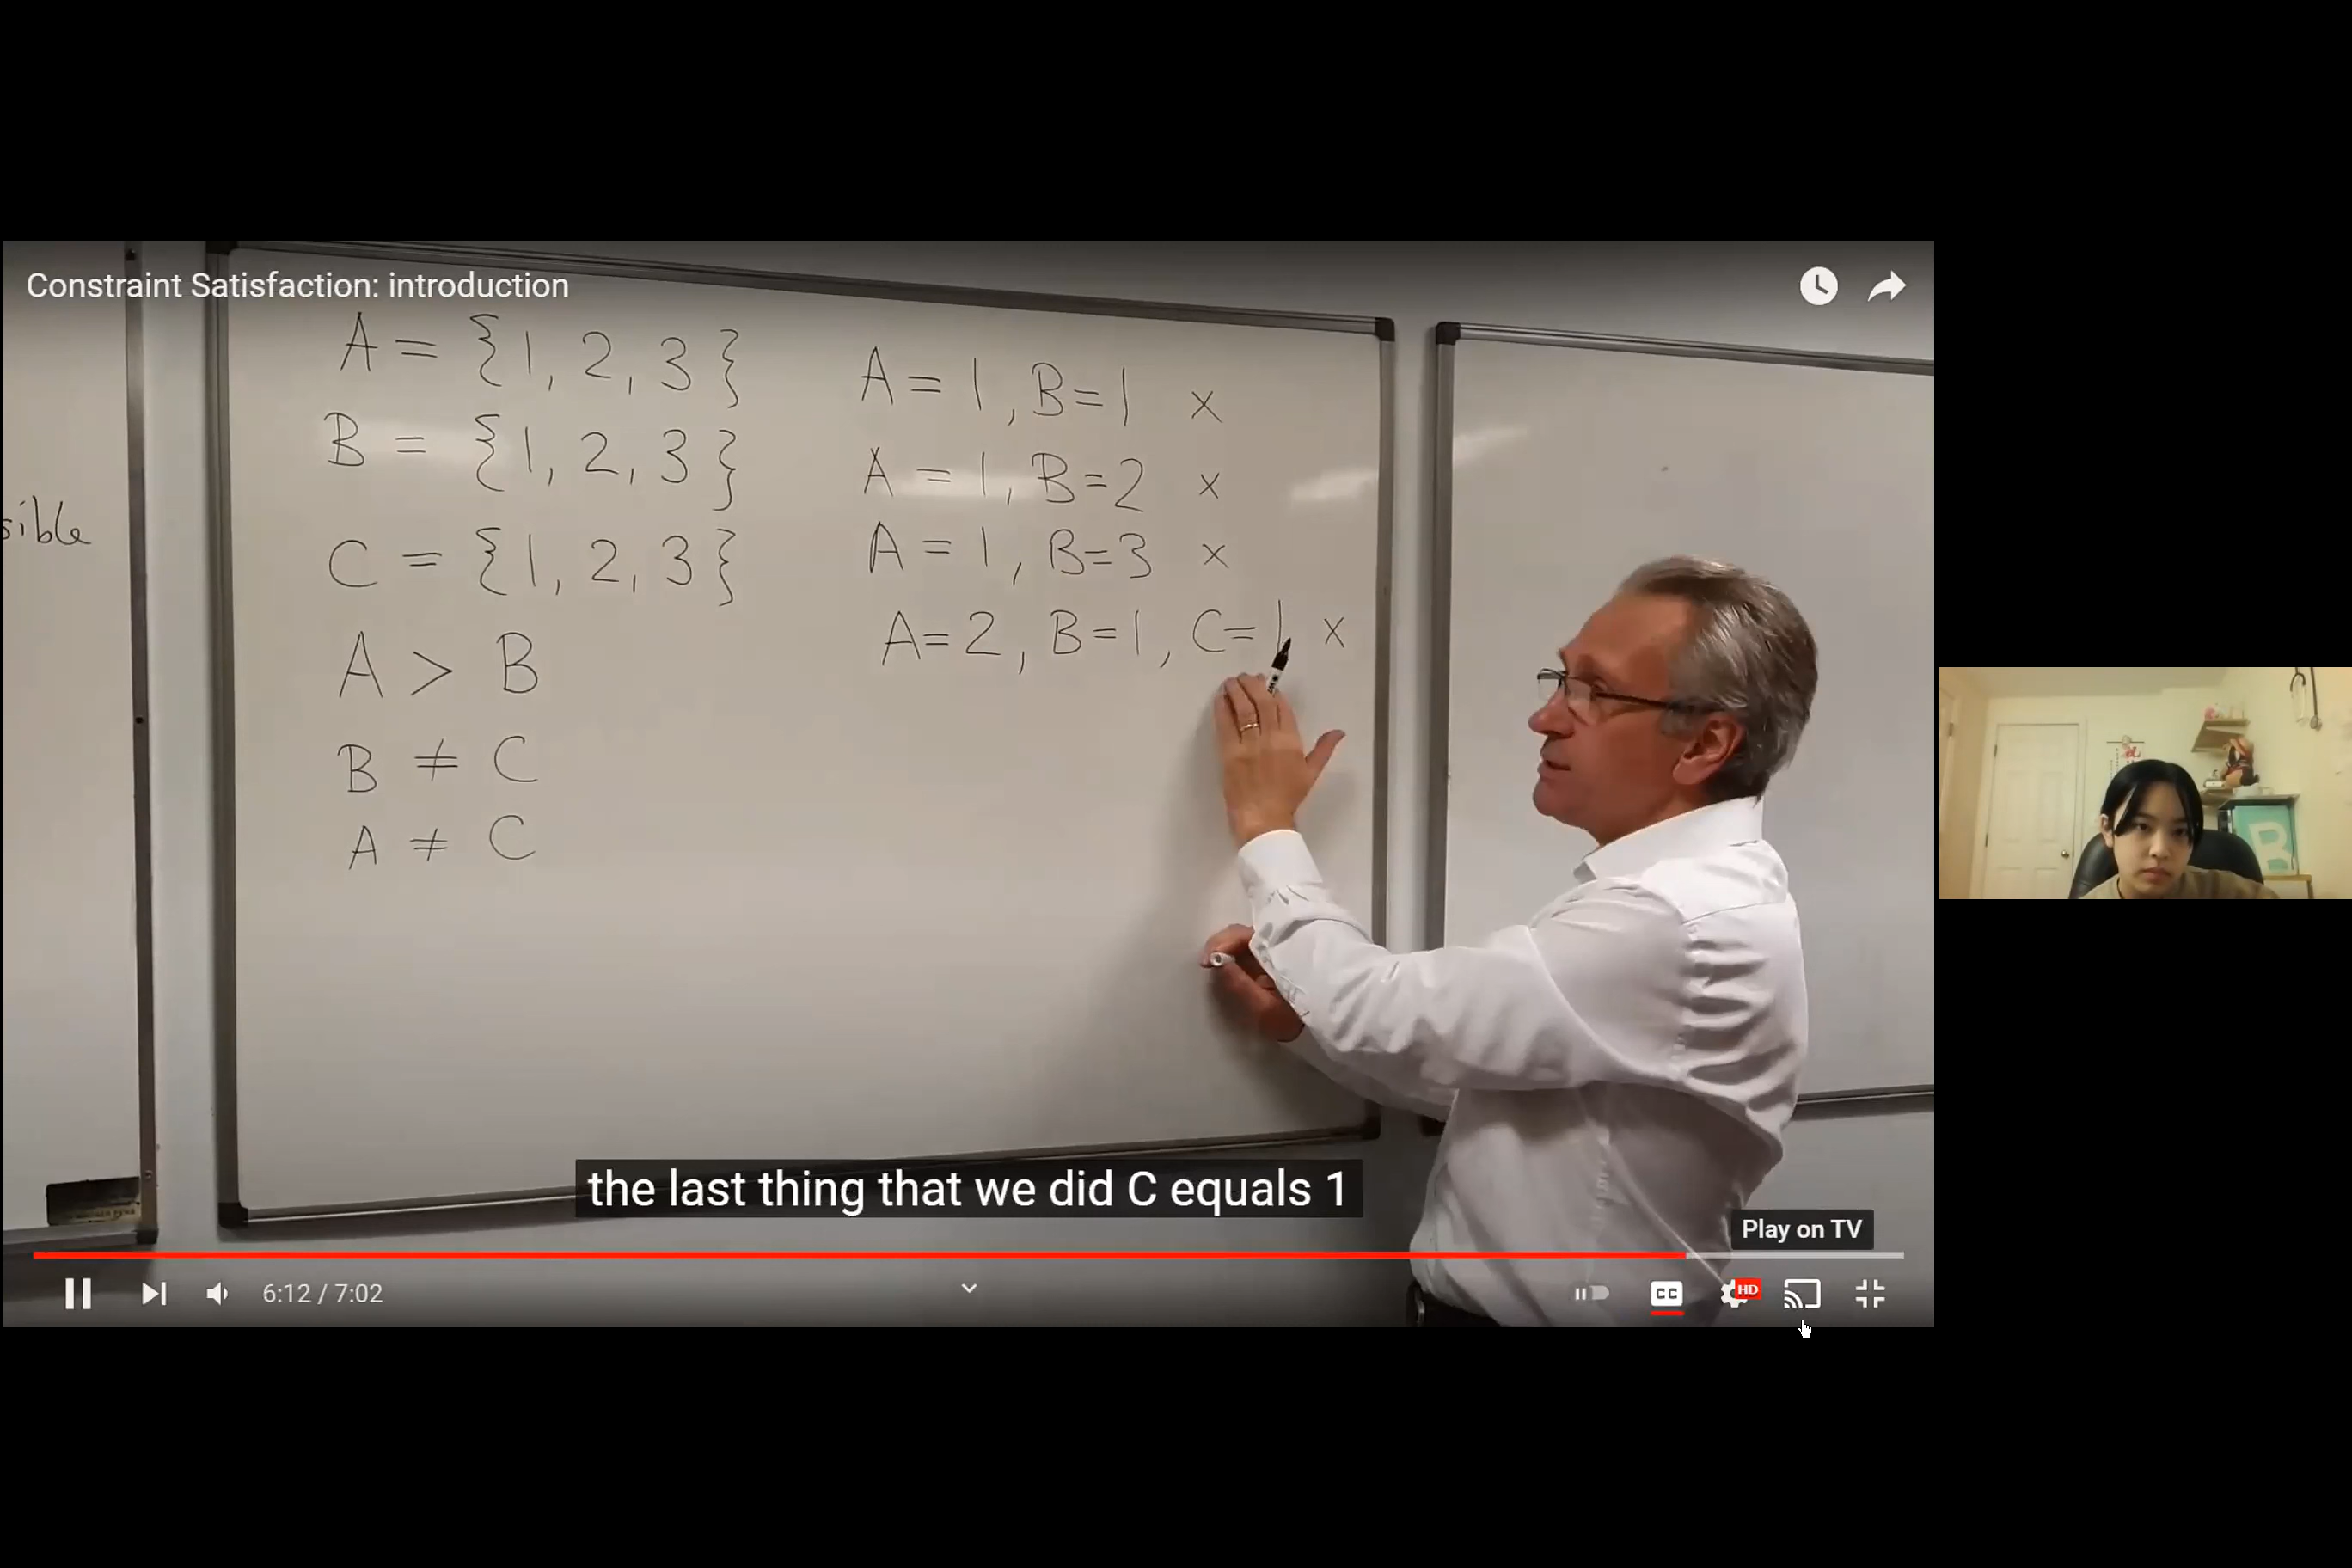 Constraint Satisfaction: introduction
A = {1, 2, 3}
B = {1, 2, 3}
C = {1, 2, 3}
A > B
B ≠ C
A ≠ C
A = 1, B=1 x
A = 1, B=2 x
A = 1, B=3 x
A=2, B=1, C=1 x
sible
the last thing that we did C equals 1
Play on TV
6:12 / 7:02
CC
HD
B